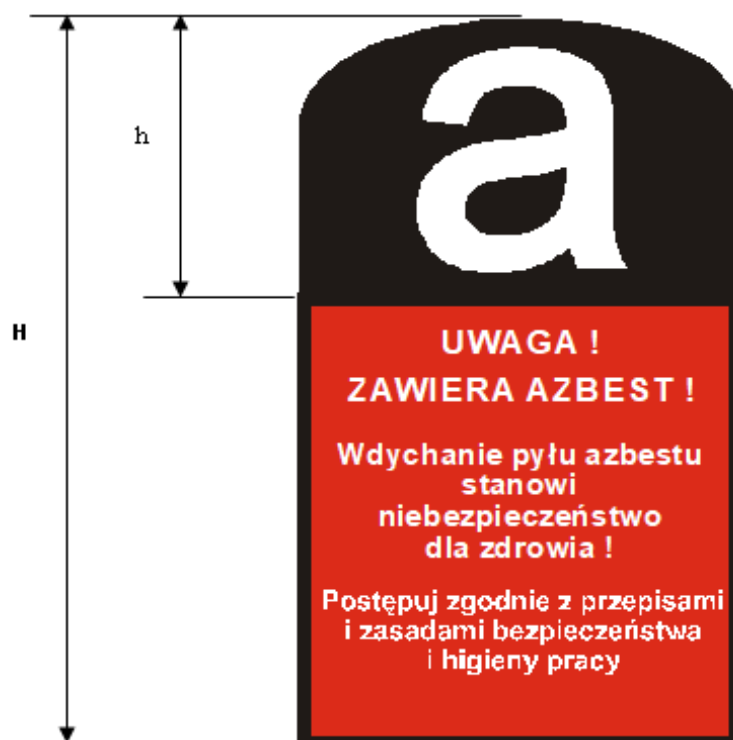 a
h
H
UWAGA !
ZAWIERA AZBEST !
Wdychanie pyłu azbestu
stanowi
niebezpieczeństwo
dla zdrowia !
Postępuj zgodnie z przepisami
i zasadami bezpieczeństwa
i higieny pracy